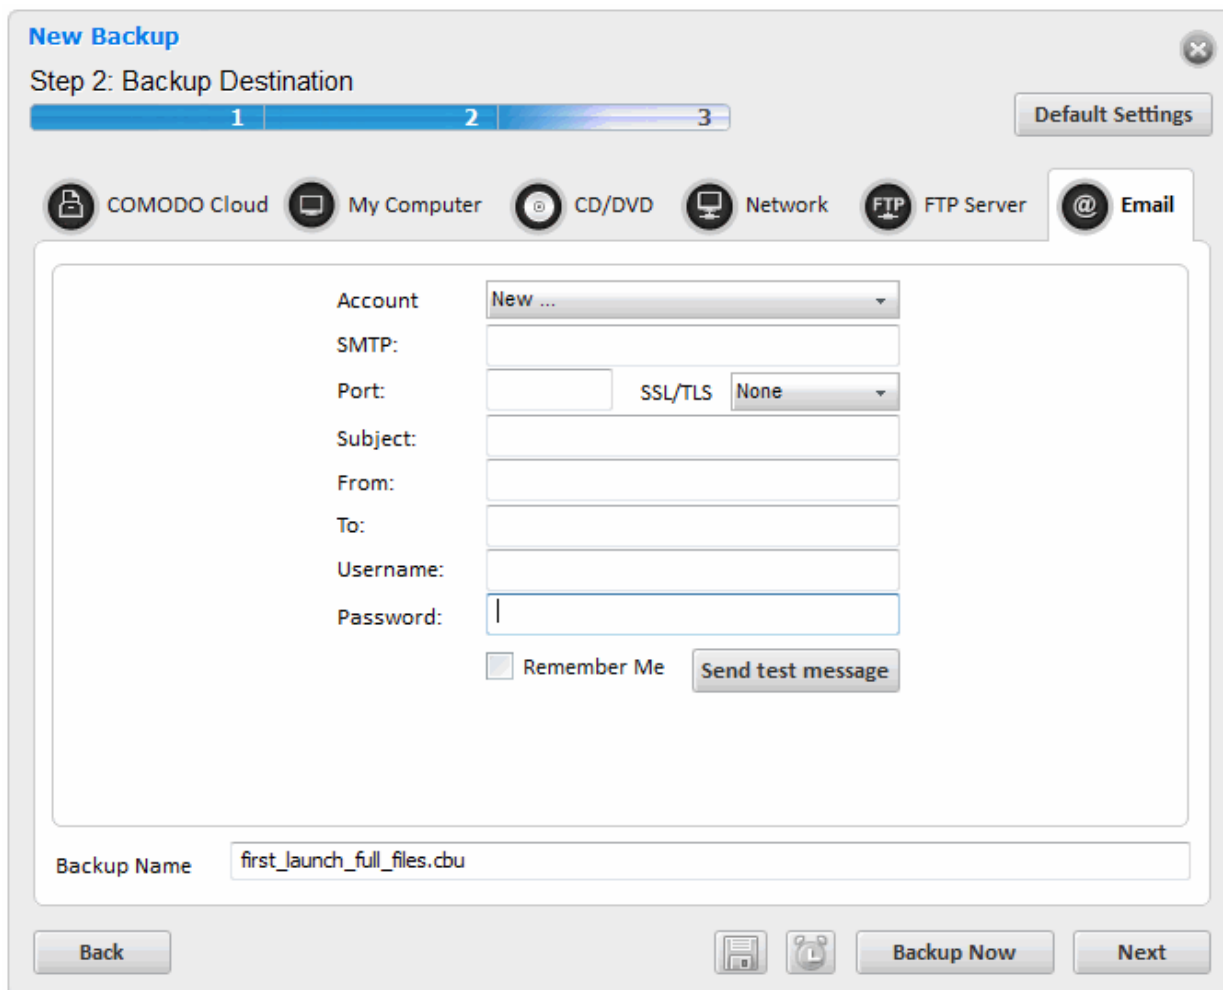 New Backup
Step 2: Backup Destination
1 2 3
Default Settings
COMODO Cloud My Computer CD/DVD Network FTP FTP Server @ Email
Account New ...
SMTP:
Port: SSL/TLS None
Subject:
From:
To:
Username:
Password:
Remember Me Send test message
Backup Name first_launch_full_files.cbu
Back Backup Now Next